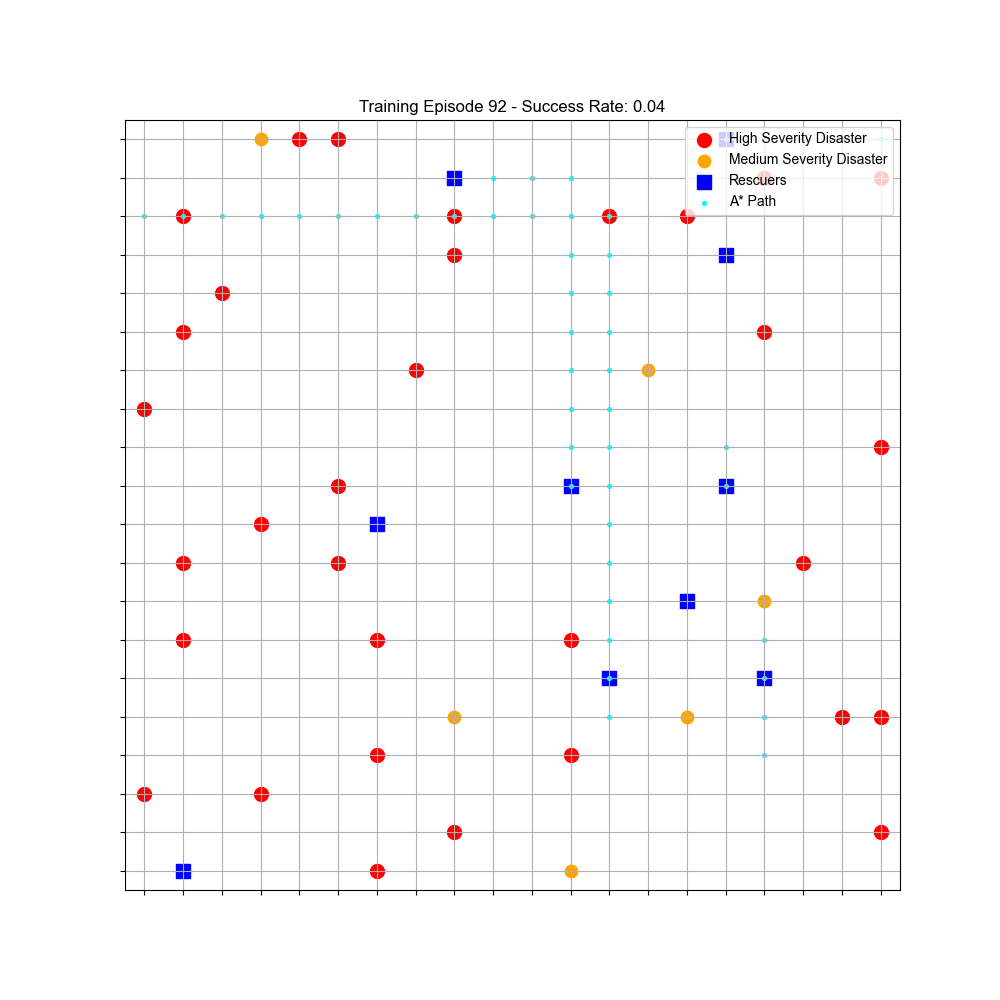 Training Episode 92 - Success Rate: 0.04
High Severity Disaster
Medium Severity Disaster
Rescuers
A* Path